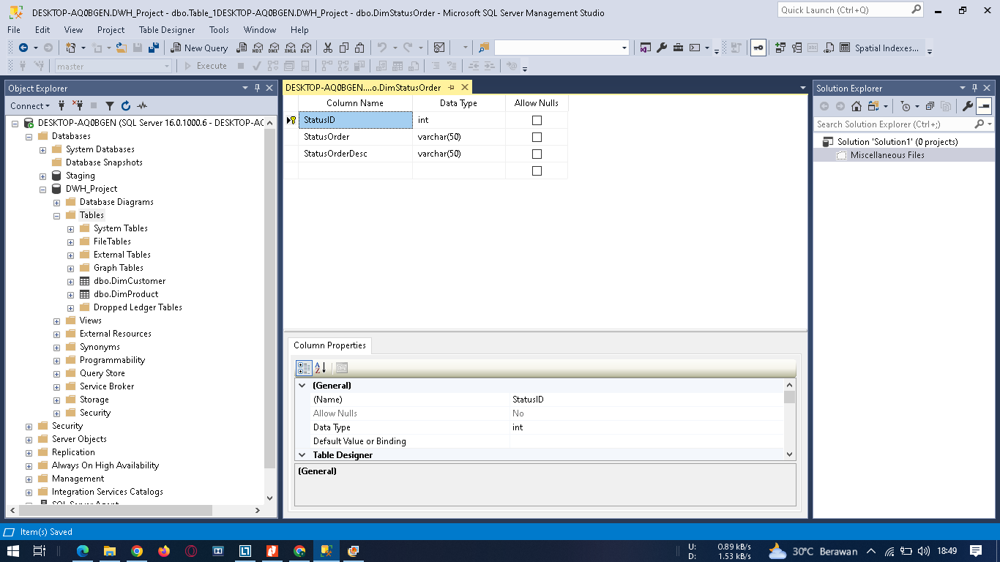 DESKTOP-AQ0BGEN.DWH_Project - dbo.Table_1DESKTOP-AQ0BGEN.DWH_Project - dbo.DimStatusOrder - Microsoft SQL Server Management Studio
Quick Launch (Ctrl+Q)
File Edit View Project Table Designer Tools Window Help
New Query
MDX DMX XMLA DAX
Spatial Indexes...
master
Execute
Object Explorer
Connect
DESKTOP-AQ0BGEN (SQL Server 16.0.1000.6 - DESKTOP-AQ
Databases
System Databases
Database Snapshots
Staging
DWH_Project
Database Diagrams
Tables
System Tables
FileTables
External Tables
Graph Tables
dbo.DimCustomer
dbo.DimProduct
Dropped Ledger Tables
Views
External Resources
Synonyms
Programmability
Query Store
Service Broker
Storage
Security
Security
Server Objects
Replication
Always On High Availability
Management
Integration Services Catalogs
SQL Server Agent
DESKTOP-AQ0BGEN....o.DimStatusOrder
Column Name Data Type Allow Nulls
StatusID int
StatusOrder varchar(50)
StatusOrderDesc varchar(50)
Column Properties
(General)
(Name) StatusID
Allow Nulls No
Data Type int
Default Value or Binding
Table Designer
(General)
Solution Explorer
Search Solution Explorer (Ctrl+;)
Solution 'Solution1' (0 projects)
Miscellaneous Files
Item(s) Saved
U: 0.89 kB/s
D: 1.53 kB/s
30°C Berawan
18:49